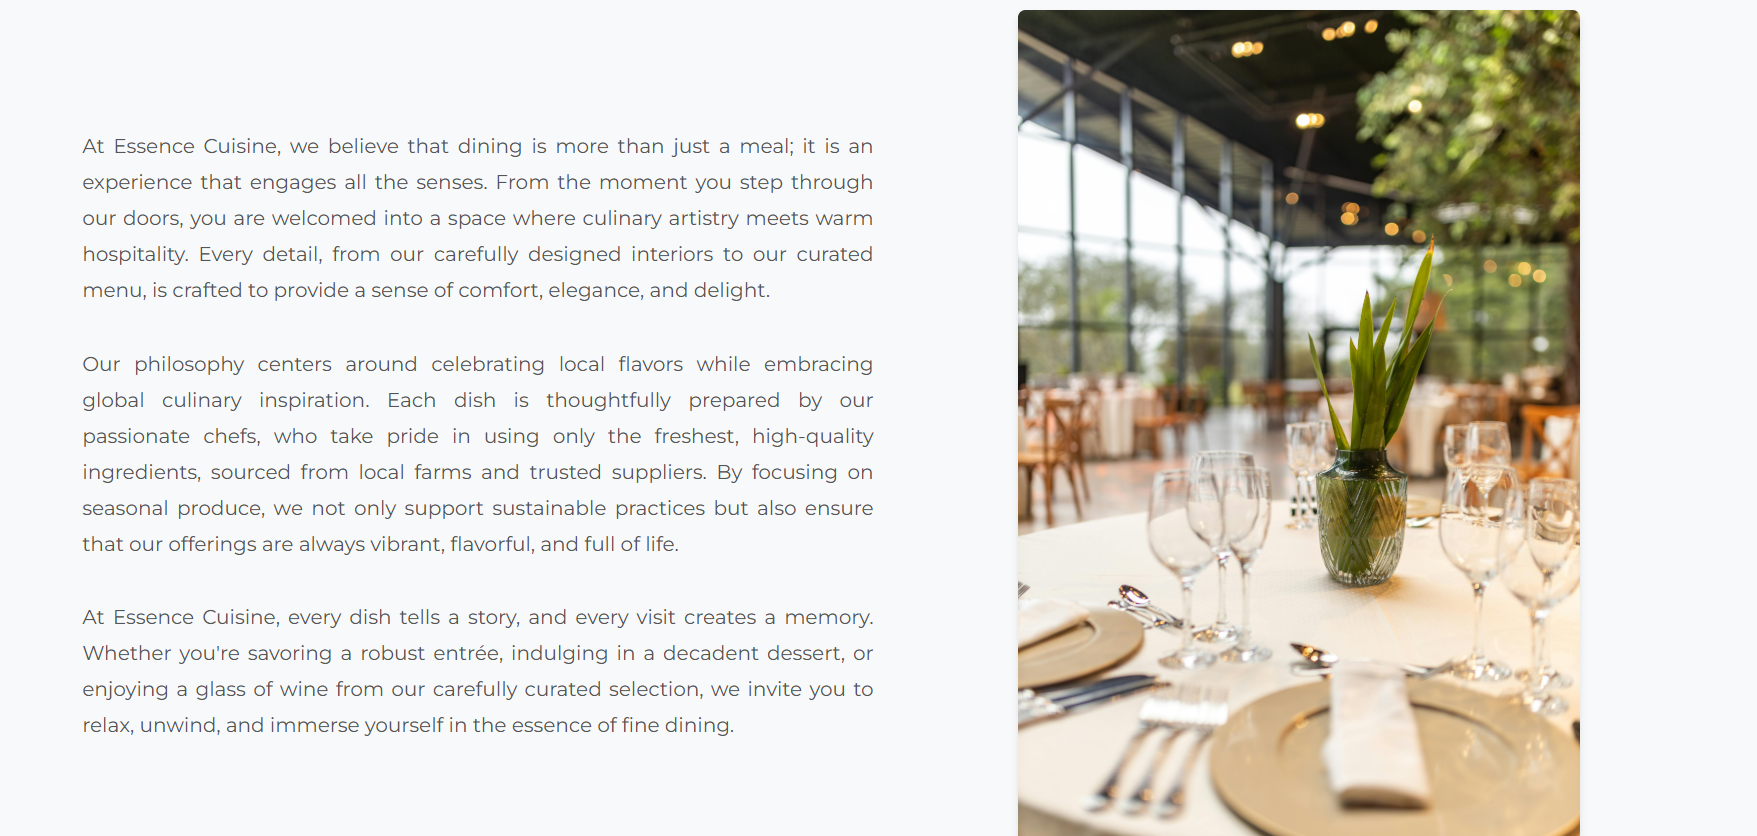 At Essence Cuisine, we believe that dining is more than just a meal; it is an
experience that engages all the senses. From the moment you step through
our doors, you are welcomed into a space where culinary artistry meets warm
hospitality. Every detail, from our carefully designed interiors to our curated
menu, is crafted to provide a sense of comfort, elegance, and delight.
Our philosophy centers around celebrating local flavors while embracing
global culinary inspiration. Each dish is thoughtfully prepared by our
passionate chefs, who take pride in using only the freshest, high-quality
ingredients, sourced from local farms and trusted suppliers. By focusing on
seasonal produce, we not only support sustainable practices but also ensure
that our offerings are always vibrant, flavorful, and full of life.
At Essence Cuisine, every dish tells a story, and every visit creates a memory.
Whether you're savoring a robust entrée, indulging in a decadent dessert, or
enjoying a glass of wine from our carefully curated selection, we invite you to
relax, unwind, and immerse yourself in the essence of fine dining.